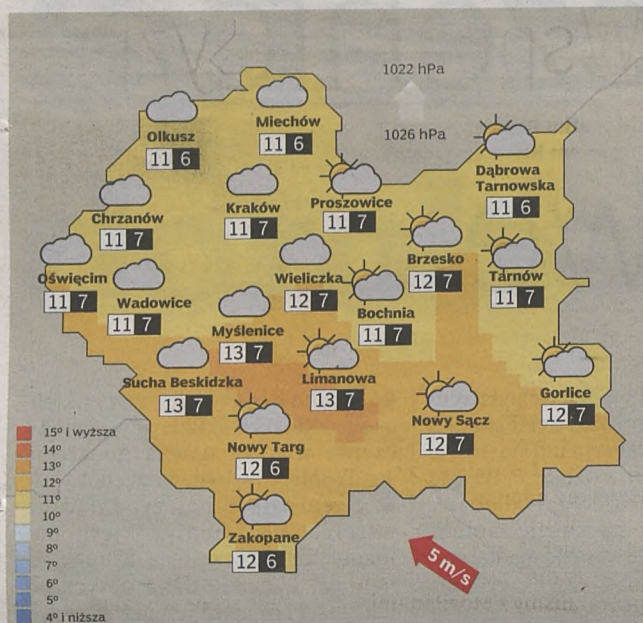 1022 hPa
1026 hPa
Olkusz
11 6
Miechów
11 6
Dąbrowa
Tarnowska
11 6
Chrzanów
11 7
Kraków
11 7
Proszowice
11 7
Brzesko
12 7
Tarnów
11 7
Oświęcim
11 7
Wadowice
11 7
Wieliczka
12 7
Bochnia
11 7
Myślenice
13 7
Sucha Beskidzka
13 7
Limanowa
13 7
Nowy Sącz
12 7
Gorlice
12 7
Nowy Targ
12 6
Zakopane
12 6
5 m/s
15° i wyższa
14°
13°
12°
11°
10°
9°
8°
7°
6°
5°
4° i niższa